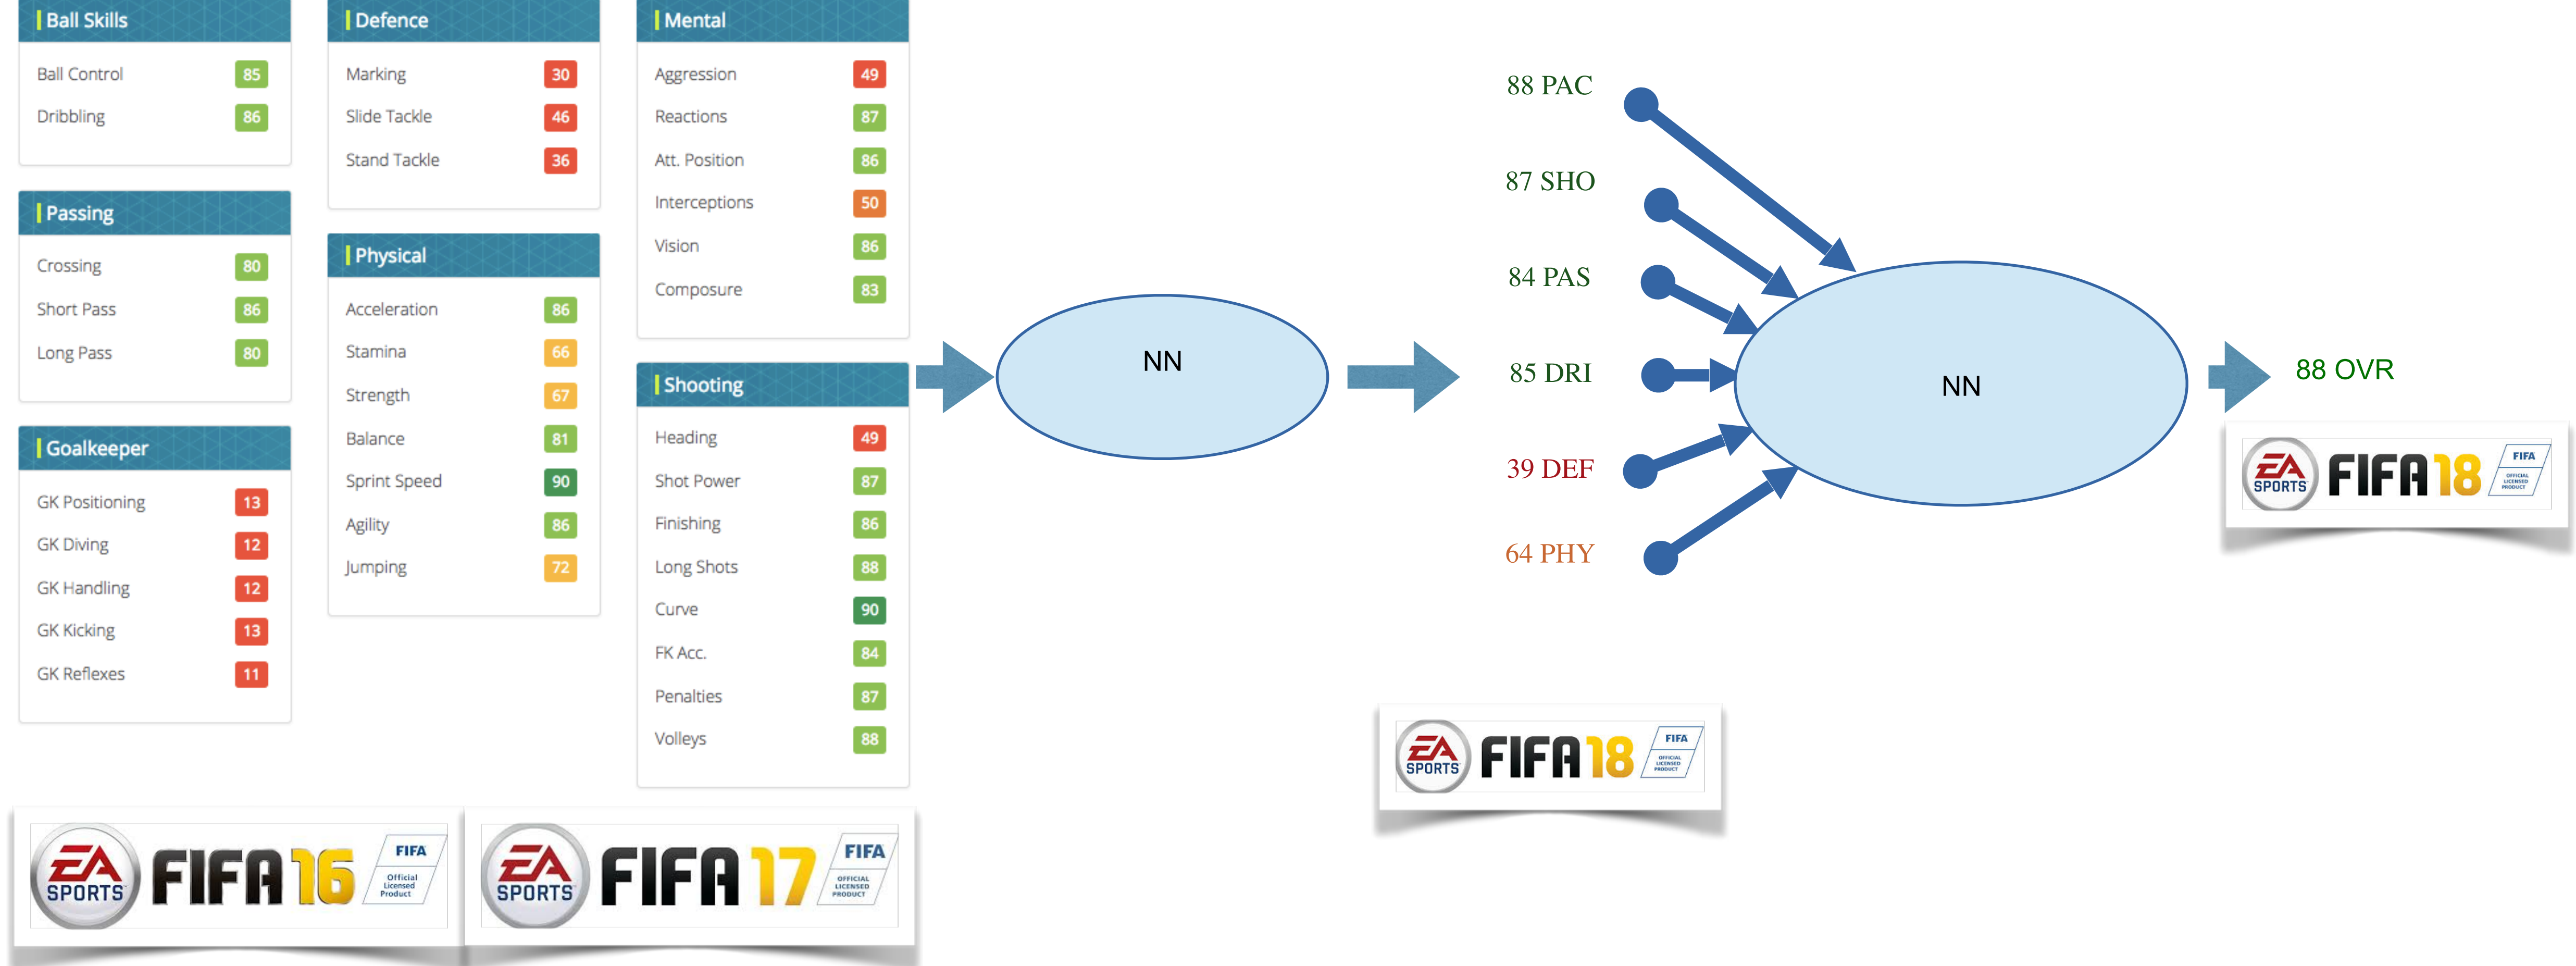 Ball Skills
Ball Control 85
Dribbling 86
Passing
Crossing 80
Short Pass 86
Long Pass 80
Goalkeeper
GK Positioning 13
GK Diving 12
GK Handling 12
GK Kicking 13
GK Reflexes 11
Defence
Marking 30
Slide Tackle 46
Stand Tackle 36
Physical
Acceleration 86
Stamina 66
Strength 67
Balance 81
Sprint Speed 90
Agility 86
Jumping 72
Mental
Aggression 49
Reactions 87
Att. Position 86
Interceptions 50
Vision 86
Composure 83
Shooting
Heading 49
Shot Power 87
Finishing 86
Long Shots 88
Curve 90
FK Acc. 84
Penalties 87
Volleys 88
NN
88 PAC
87 SHO
84 PAS
85 DRI
39 DEF
64 PHY
NN
88 OVR
EA
SPORTS
FIFA 18
FIFA
OFFICIAL
LICENSED
PRODUCT
EA
SPORTS
FIFA 18
FIFA
OFFICIAL
LICENSED
PRODUCT
EA
SPORTS
FIFA 16
FIFA
Official
Licensed
Product
EA
SPORTS
FIFA 17
FIFA
OFFICIAL
LICENSED
PRODUCT